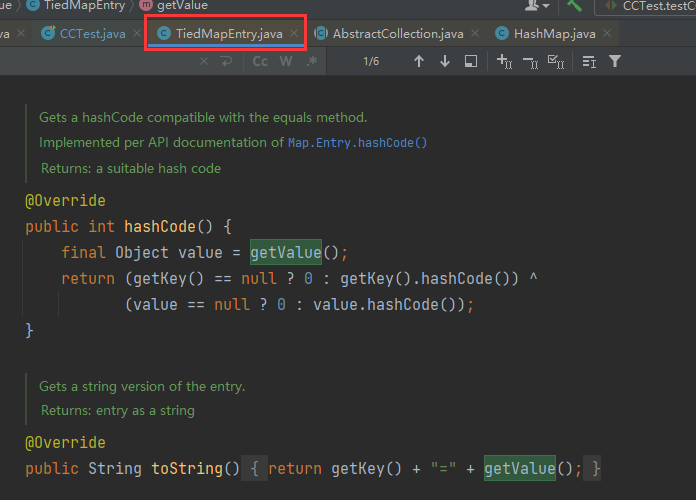 ue › TiedMapEntry › m getValue CCTest.testC
va × CCTest.java × TiedMapEntry.java × AbstractCollection.java × HashMap.java ×
× Cc W .* 1/6
Gets a hashCode compatible with the equals method.
Implemented per API documentation of Map.Entry.hashCode()
Returns: a suitable hash code
@Override
public int hashCode() {
final Object value = getValue();
return (getKey() == null ? 0 : getKey().hashCode()) ^
(value == null ? 0 : value.hashCode());
}
Gets a string version of the entry.
Returns: entry as a string
@Override
public String toString() { return getKey() + "=" + getValue(); }